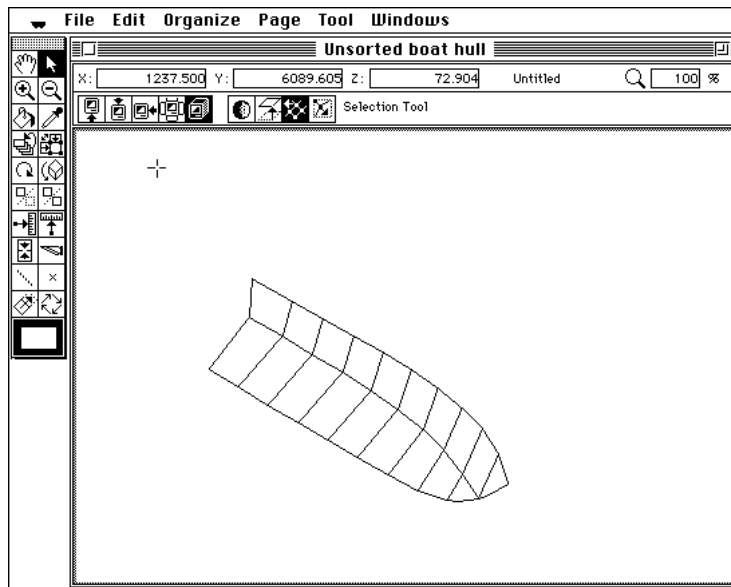 File Edit Organize Page Tool Windows
Unsorted boat hull
X: 1237.500 Y: 6089.605 Z: 72.904 Untitled 100 %
Selection Tool